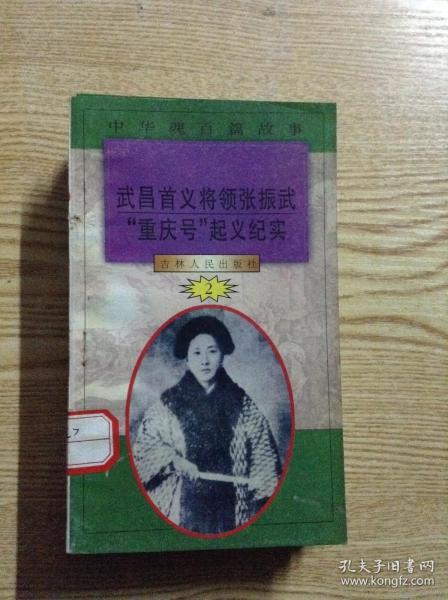 中华魂百篇故事
武昌首义将领张振武
“重庆号”起义纪实
吉林人民出版社
2
7
孔夫子旧书网
www.kongfz.com